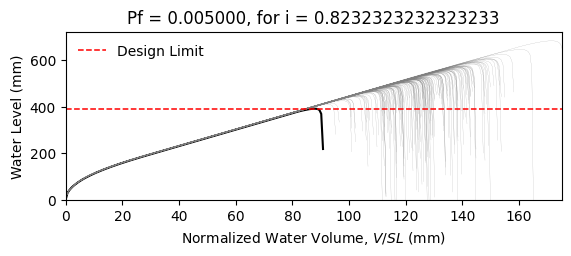 Pf = 0.005000, for i = 0.8232323232323233
Design Limit
Water Level (mm)
600
400
200
0
0 20 40 60 80 100 120 140 160
Normalized Water Volume, V/SL (mm)